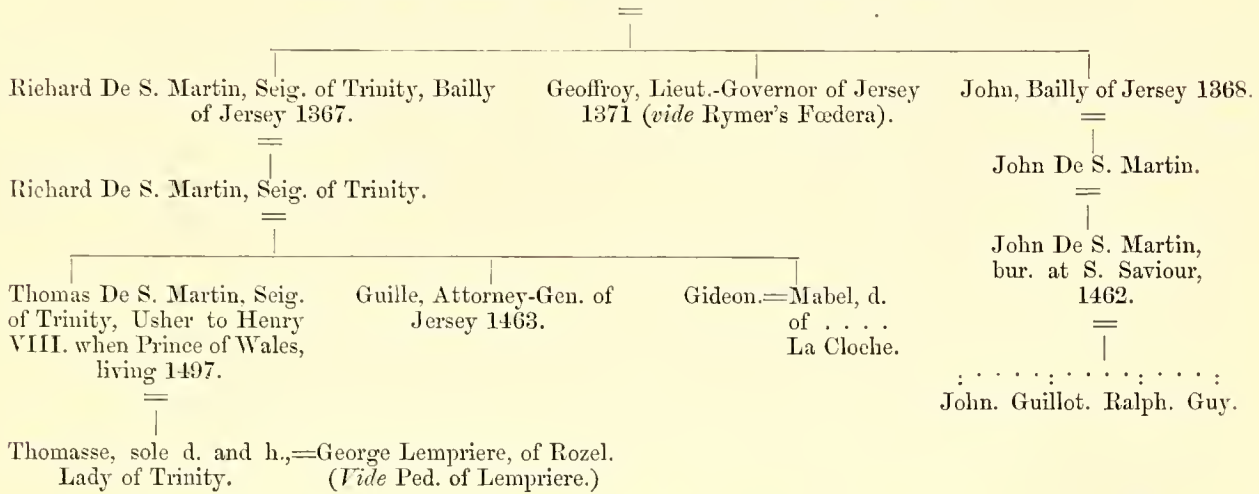 Richard De S. Martin, Seig. of Trinity, Bailly
of Jersey 1367.
Geoffroy, Lieut.-Governor of Jersey
1371 (vide Rymer's Fœdera).
John, Bailly of Jersey 1368.
John De S. Martin.
Richard De S. Martin, Seig. of Trinity.
John De S. Martin,
bur. at S. Saviour,
1462.
Thomas De S. Martin, Seig.
of Trinity, Usher to Henry
VIII. when Prince of Wales,
living 1497.
Guille, Attorney-Gen. of
Jersey 1463.
Gideon.=Mabel, d.
of . . . .
La Cloche.
John. Guillot. Ralph. Guy.
Thomasse, sole d. and h.,=George Lempriere, of Rozel.
Lady of Trinity.
(Vide Ped. of Lempriere.)